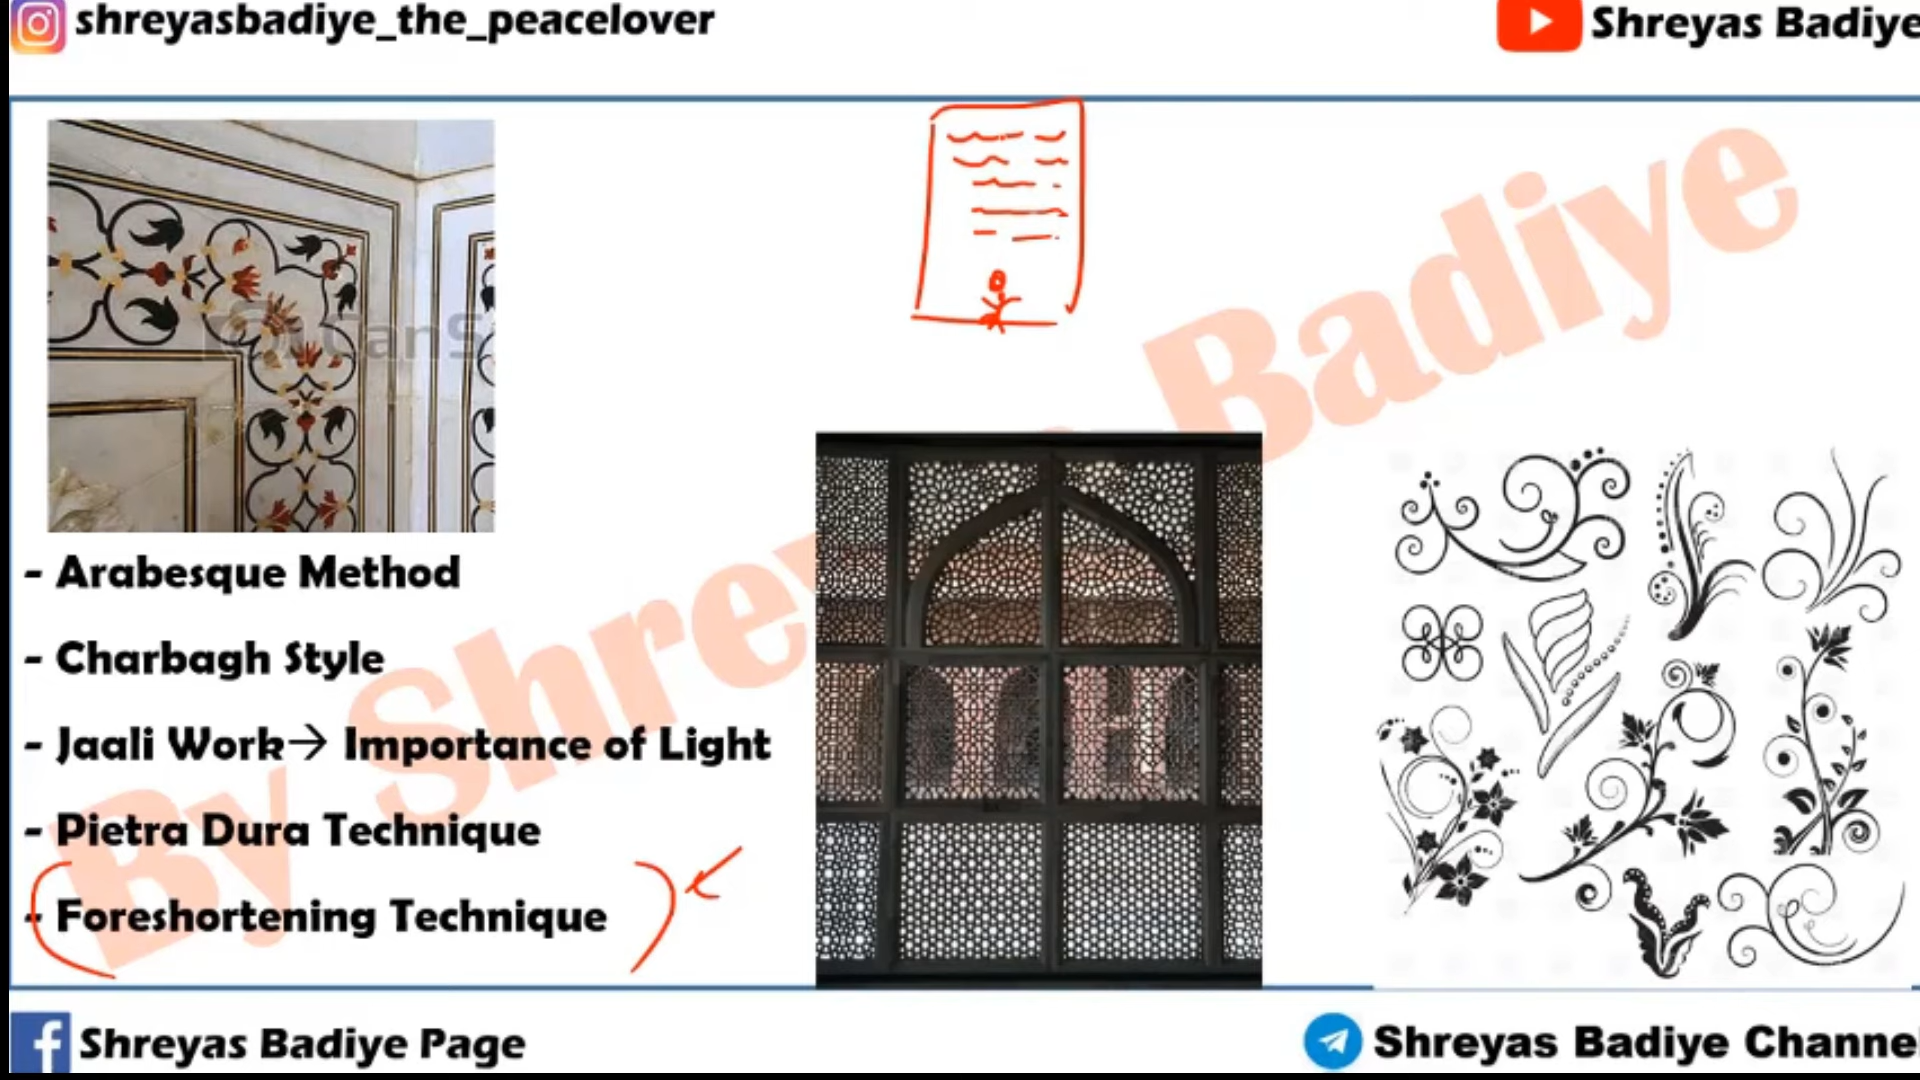 shreyasbadiye_the_peacelover
Shreyas Badiye
By Shreyas Badiye
- Arabesque Method
- Charbagh Style
- Jaali Work→ Importance of Light
- Pietra Dura Technique
- Foreshortening Technique
Shreyas Badiye Page
Shreyas Badiye Channel